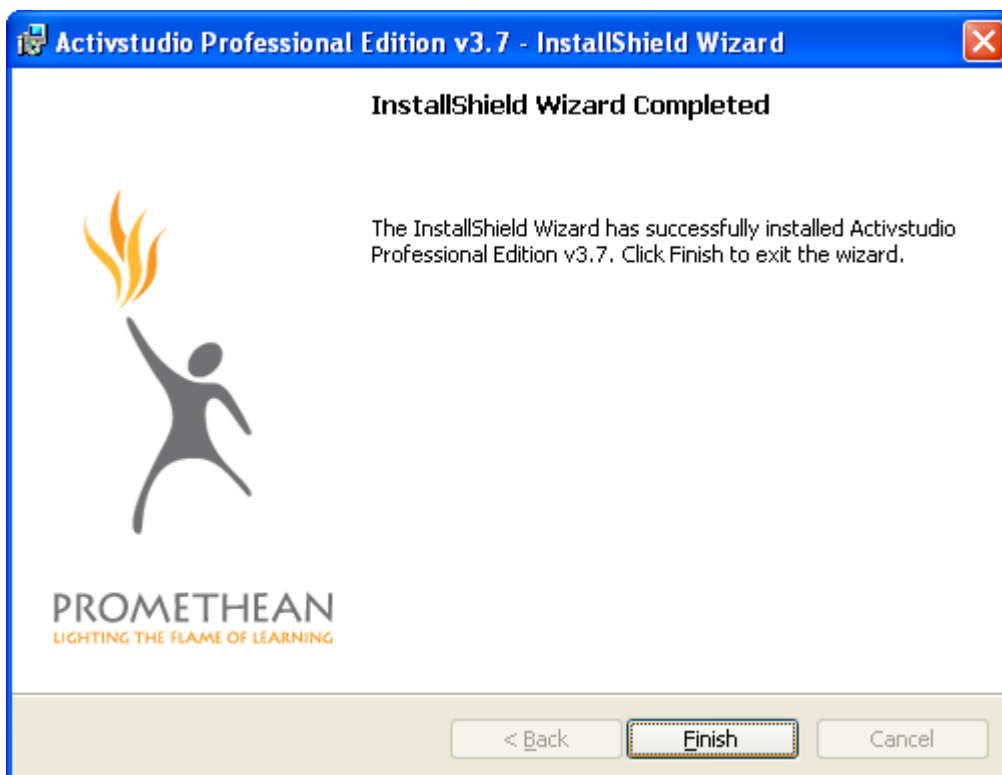 Activstudio Professional Edition v3.7 - InstallShield Wizard
InstallShield Wizard Completed
The InstallShield Wizard has successfully installed Activstudio
Professional Edition v3.7. Click Finish to exit the wizard.
PROMETHEAN
LIGHTING THE FLAME OF LEARNING
< Back Finish Cancel